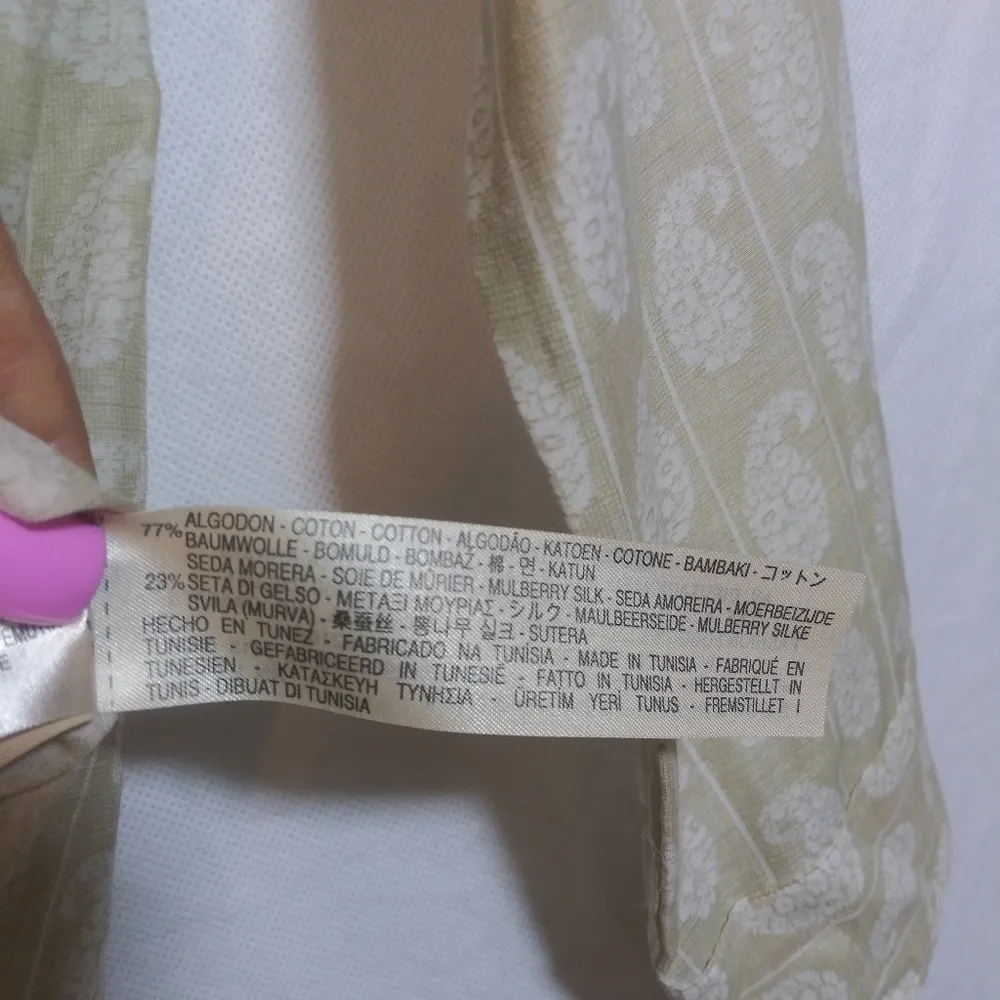 77% ALGODON - COTON - COTTON - ALGODÃO - KATOEN - COTONE - BAMBAKI - コットン
BAUMWOLLE - BOMULD - BOMBAŽ - 棉 - 면 - KATUN
SEDA MORERA - SOIE DE MÛRIER - MULBERRY SILK - SEDA AMOREIRA - MOERBEIZIJDE
23% SETA DI GELSO - ΜΕΤΑΞΙ ΜΟΥΡΙΑΣ - シルク - MAULBEERSEIDE - MULBERRY SILKE
SVILA (MURVA) - 桑蚕丝 - 뽕나무 실크 - SUTERA
HECHO EN TUNEZ - FABRICADO NA TUNÍSIA - MADE IN TUNISIA - FABRIQUÉ EN
TUNISIE - GEFABRICEERD IN TUNESIË - FATTO IN TUNISIA - HERGESTELLT IN
TUNESIEN - ΚΑΤΑΣΚΕΥΗ ΤΥΝΗΣΙΑ - ÜRETİM YERİ TUNUS - FREMSTILLET I
TUNIS - DIBUAT DI TUNISIA